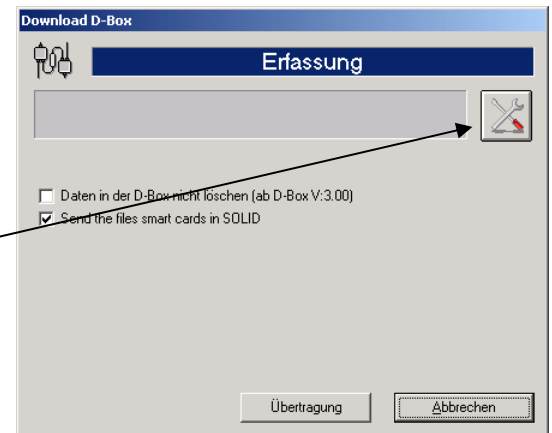 Download D-Box
Erfassung
Daten in der D-Box nicht löschen (ab D-Box V:3.00)
Send the files smart cards in SOLID
Übertragung
Abbrechen